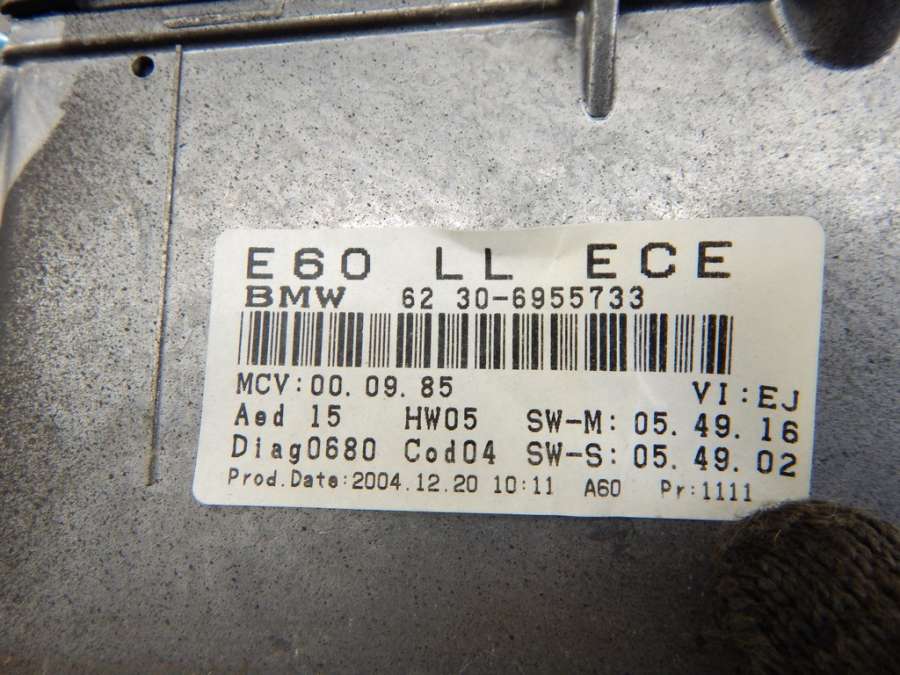 E60 LL ECE
BMW 62 30-6955733
MCV:00.09.85 VI:EJ
Aed 15 HW05 SW-M:05.49.16
Diag0680 Cod04 SW-S:05.49.02
Prod.Date:2004.12.20 10:11 A60 Pr:1111